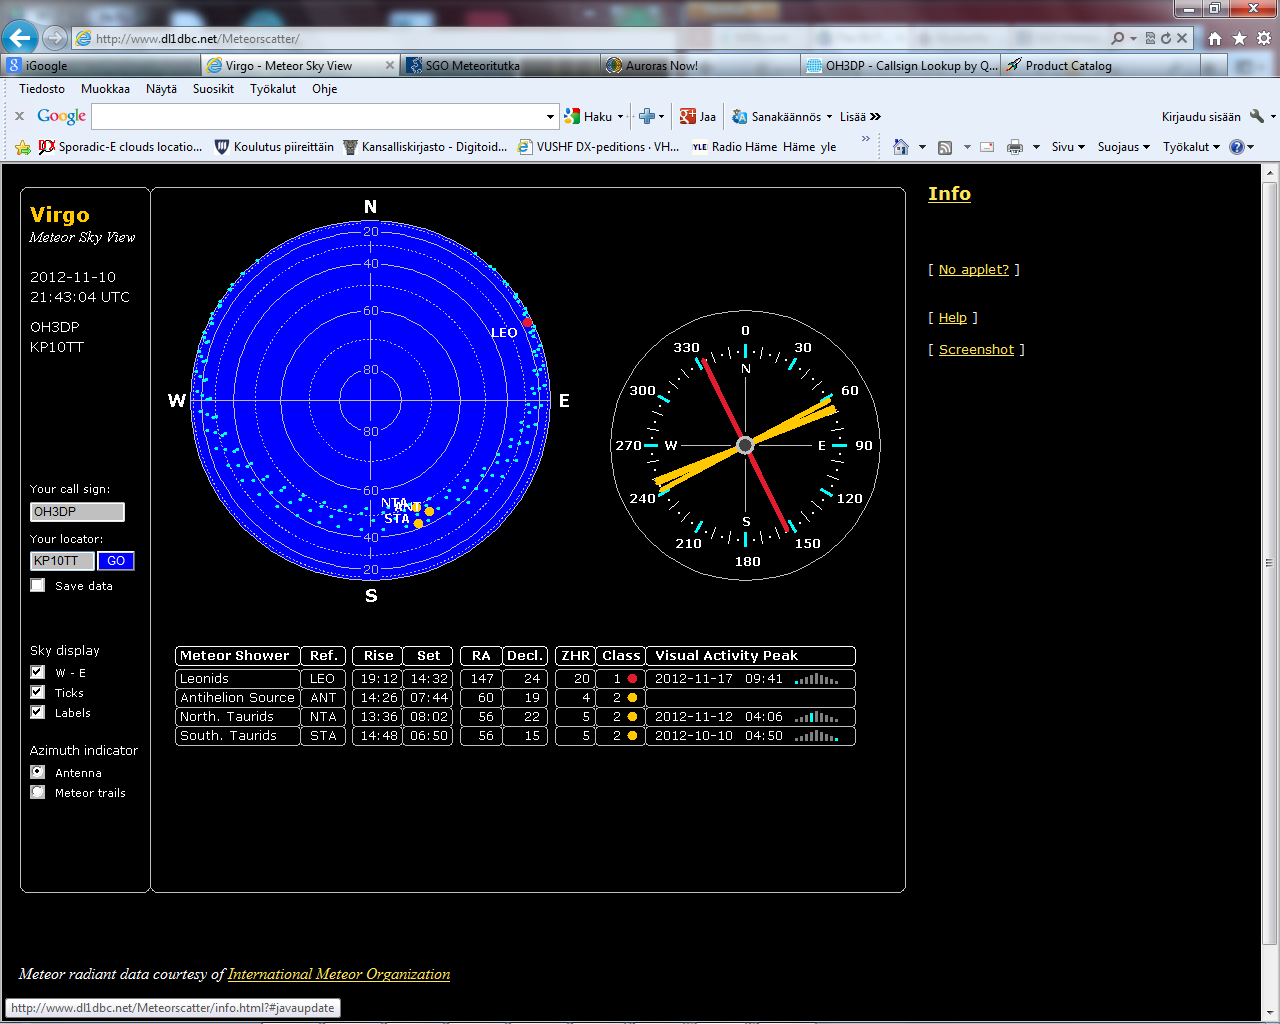 http://www.dl1dbc.net/Meteorscatter/
iGoogle
Virgo - Meteor Sky View
SGO Meteoritutka
Auroras Now!
OH3DP - Callsign Lookup by Q...
Product Catalog
Tiedosto Muokkaa Näytä Suosikit Työkalut Ohje
Google Haku Jaa Sanakäännös Lisää Kirjaudu sisään
Sporadic-E clouds locatio... Koulutus piireittäin Kansalliskirjasto - Digitoid... VUSHF DX-peditions · VH... YLE Radio Häme Häme yle Sivu Suojaus Työkalut
Virgo
Meteor Sky View
2012-11-10
21:43:04 UTC
OH3DP
KP10TT
Your call sign:
OH3DP
Your locator:
KP10TT GO
Save data
Sky display
W - E
Ticks
Labels
Azimuth indicator
Antenna
Meteor trails
N
20
40
60
80
LEO
W E
80
60
NTA
ANT
STA
40
20
S
0
330 30
N
300 60
270 W E 90
240 120
S
210 150
180
Meteor Shower Ref. Rise Set RA Decl. ZHR Class Visual Activity Peak
Leonids LEO 19:12 14:32 147 24 20 1 2012-11-17 09:41
Antihelion Source ANT 14:26 07:44 60 19 4 2
North. Taurids NTA 13:36 08:02 56 22 5 2 2012-11-12 04:06
South. Taurids STA 14:48 06:50 56 15 5 2 2012-10-10 04:50
Info
[ No applet? ]
[ Help ]
[ Screenshot ]
Meteor radiant data courtesy of International Meteor Organization
http://www.dl1dbc.net/Meteorscatter/info.html?#javaupdate